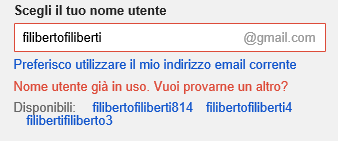 Scegli il tuo nome utente
filibertofiliberti @gmail.com
Preferisco utilizzare il mio indirizzo email corrente
Nome utente già in uso. Vuoi provarne un altro?
Disponibili: filibertofiliberti814 filibertofiliberti4
filibertifiliberto3